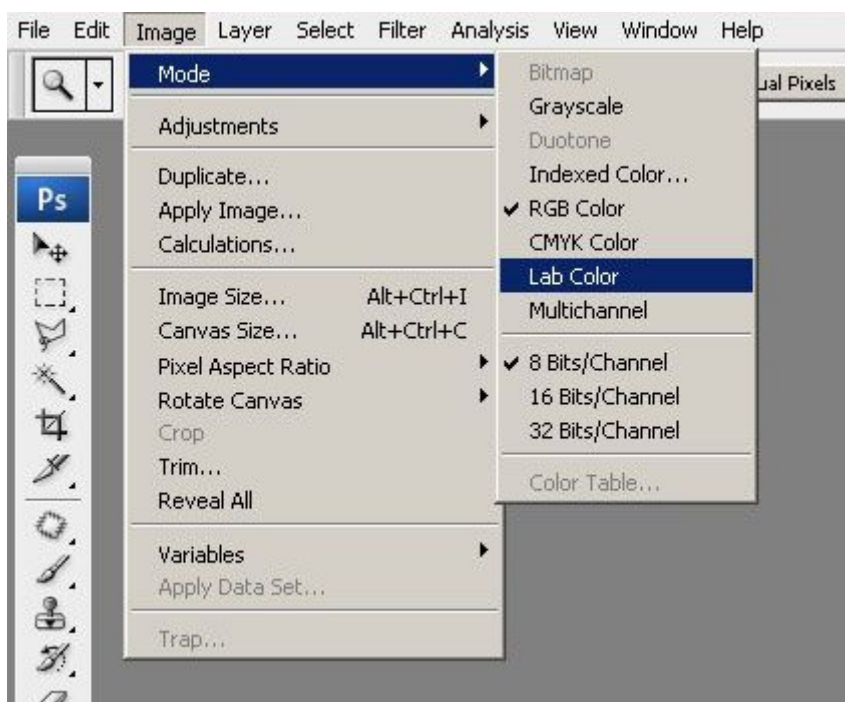 File Edit Image Layer Select Filter Analysis View Window Help
Mode
Adjustments
Duplicate...
Apply Image...
Calculations...
Image Size... Alt+Ctrl+I
Canvas Size... Alt+Ctrl+C
Pixel Aspect Ratio
Rotate Canvas
Crop
Trim...
Reveal All
Variables
Apply Data Set...
Trap...
Bitmap
Grayscale
Duotone
Indexed Color...
RGB Color
CMYK Color
Lab Color
Multichannel
8 Bits/Channel
16 Bits/Channel
32 Bits/Channel
Color Table...
Pixels
Ps